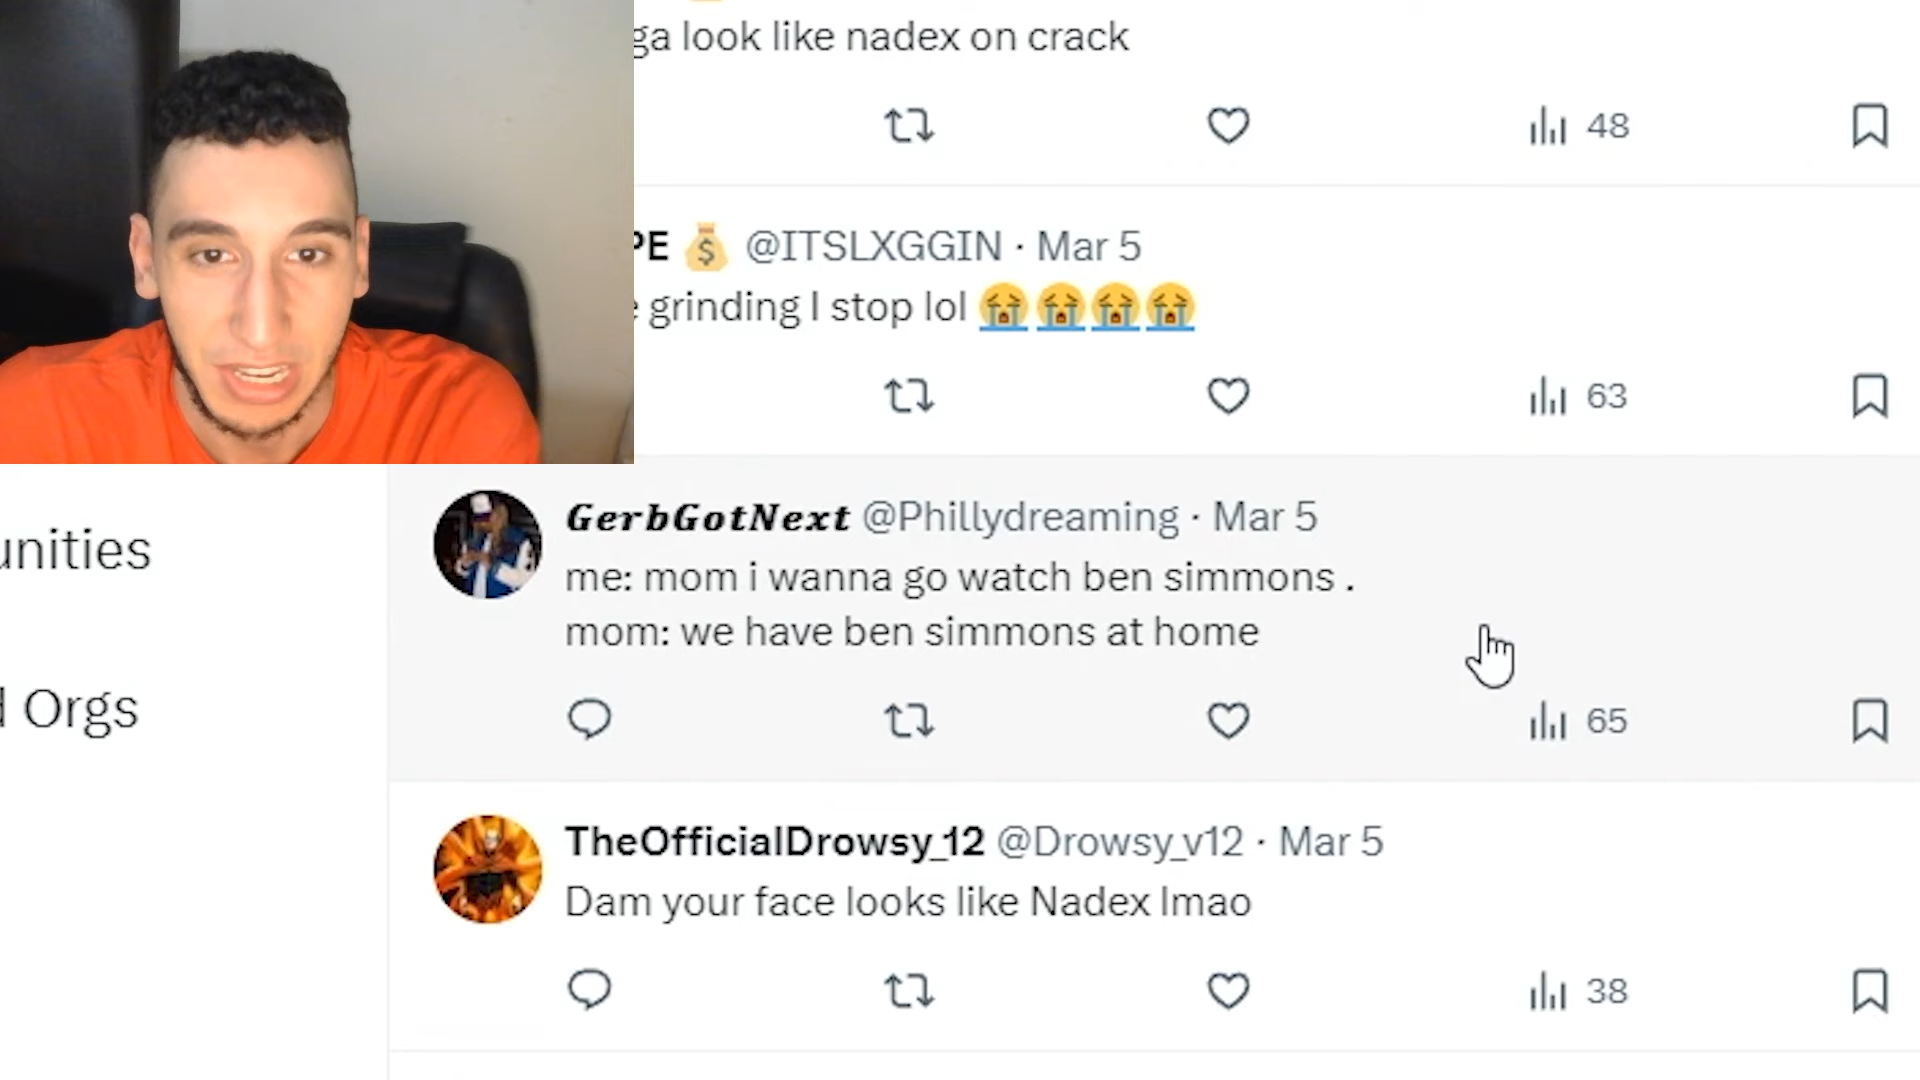 look like nadex on crack
48
💰 @ITSLXGGIN · Mar 5
grinding I stop lol 😭😭😭😭
63
GerbGotNext @Phillydreaming · Mar 5
me: mom i wanna go watch ben simmons .
mom: we have ben simmons at home
65
TheOfficialDrowsy_12 @Drowsy_v12 · Mar 5
Dam your face looks like Nadex lmao
38
unities
Orgs